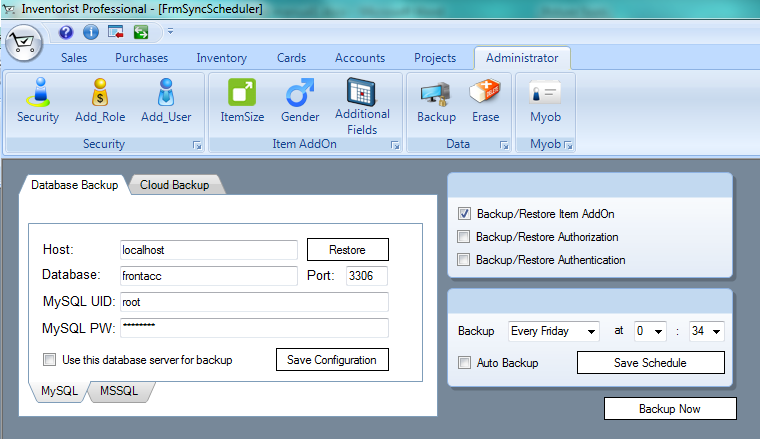 Inventorist Professional - [FrmSyncScheduler]
Sales Purchases Inventory Cards Accounts Projects Administrator
Security Add_Role Add_User ItemSize Gender Additional Fields Backup Erase Myob
Security Item AddOn Data Myob
Database Backup Cloud Backup
Host: localhost Restore
Database: frontacc Port: 3306
MySQL UID: root
MySQL PW: ********
Use this database server for backup Save Configuration
MySQL MSSQL
Backup/Restore Item AddOn
Backup/Restore Authorization
Backup/Restore Authentication
Backup Every Friday at 0 : 34
Auto Backup Save Schedule
Backup Now